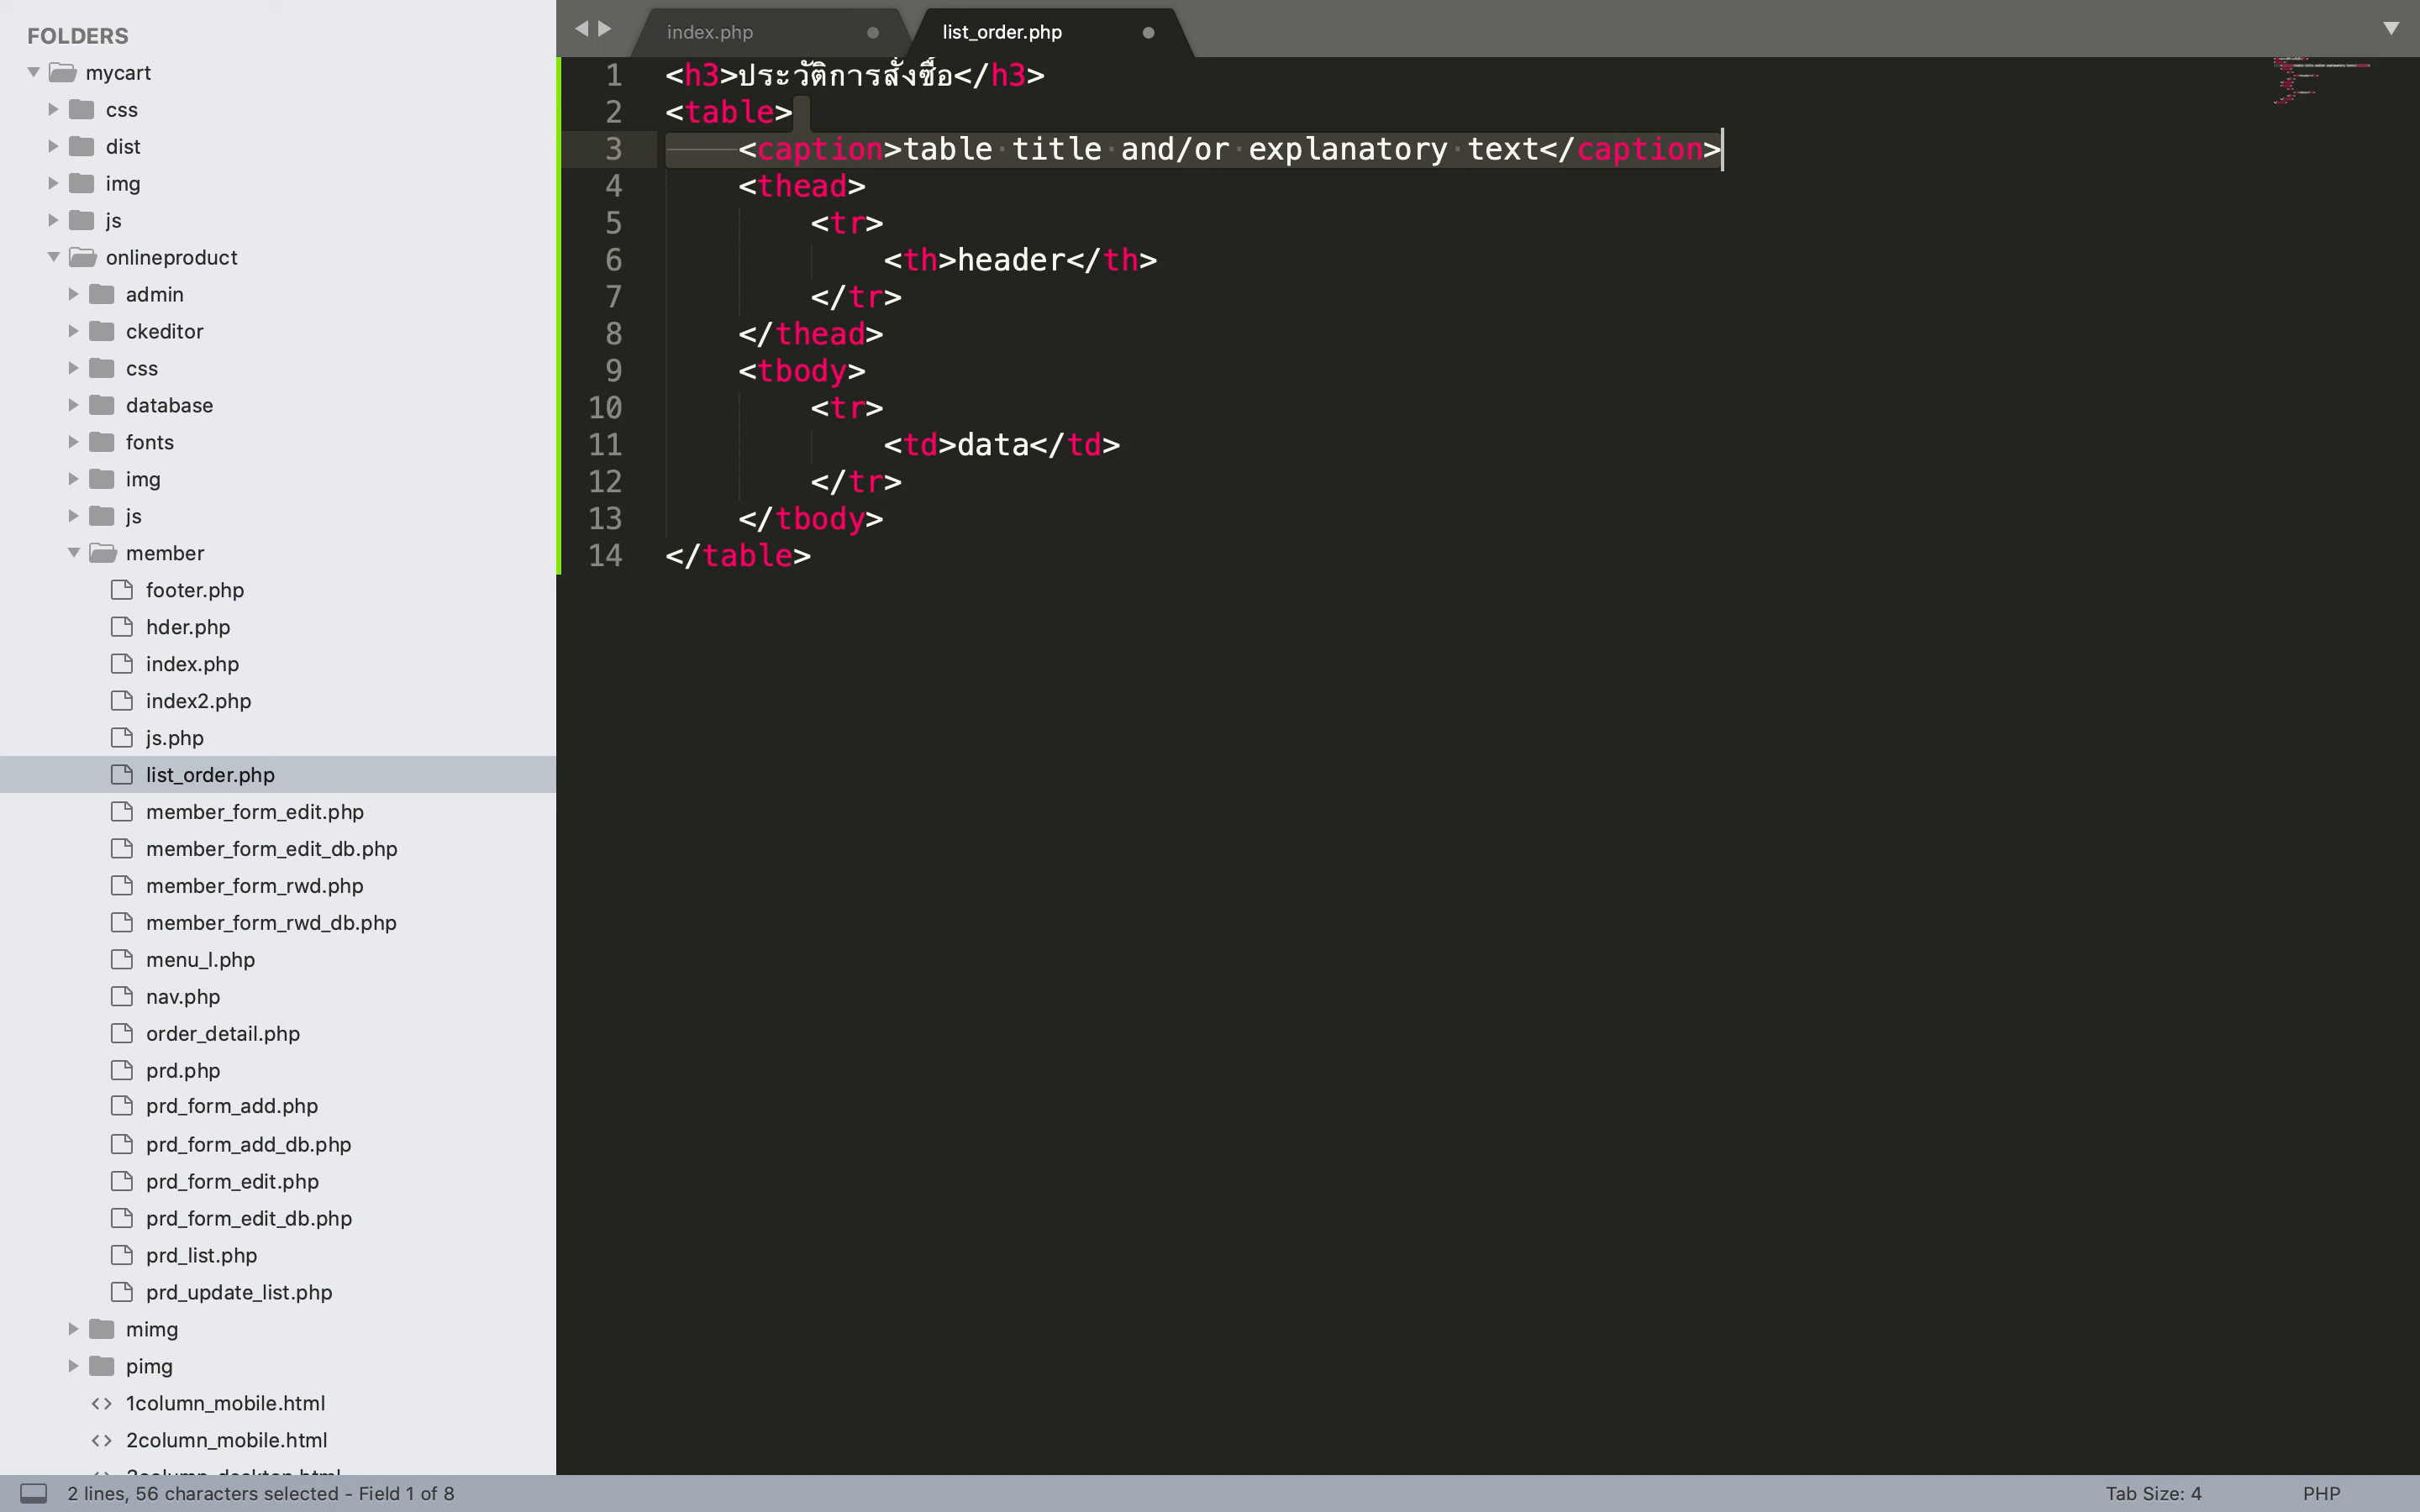 FOLDERS
mycart
css
dist
img
js
onlineproduct
admin
ckeditor
css
database
fonts
img
js
member
footer.php
hder.php
index.php
index2.php
js.php
list_order.php
member_form_edit.php
member_form_edit_db.php
member_form_rwd.php
member_form_rwd_db.php
menu_l.php
nav.php
order_detail.php
prd.php
prd_form_add.php
prd_form_add_db.php
prd_form_edit.php
prd_form_edit_db.php
prd_list.php
prd_update_list.php
mimg
pimg
1column_mobile.html
2column_mobile.html
index.php
list_order.php
1 <h3>ประวัติการสั่งซื้อ</h3>
2 <table>
3 <caption>table title and/or explanatory text</caption>
4 <thead>
5 <tr>
6 <th>header</th>
7 </tr>
8 </thead>
9 <tbody>
10 <tr>
11 <td>data</td>
12 </tr>
13 </tbody>
14 </table>
2 lines, 56 characters selected - Field 1 of 8
Tab Size: 4
PHP